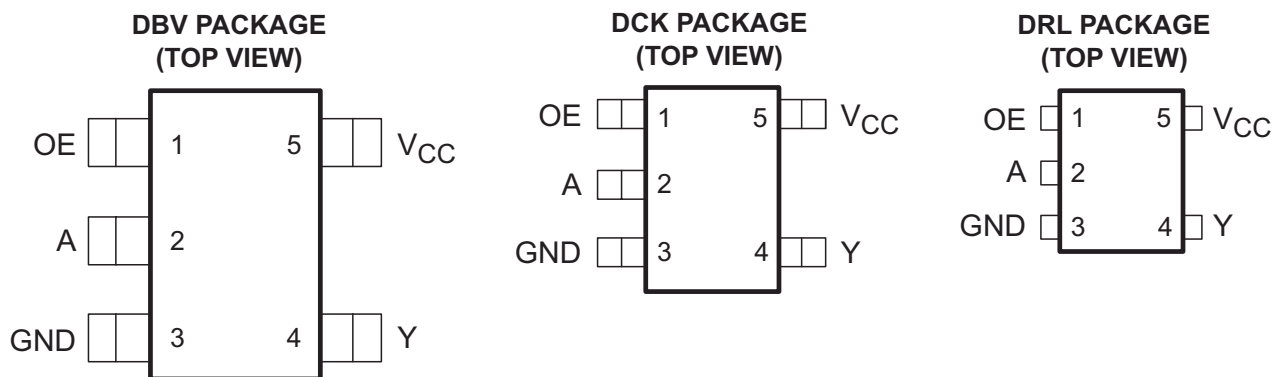 DBV PACKAGE
(TOP VIEW)
OE 1 5 VCC
A 2
GND 3 4 Y
DCK PACKAGE
(TOP VIEW)
OE 1 5 VCC
A 2
GND 3 4 Y
DRL PACKAGE
(TOP VIEW)
OE 1 5 VCC
A 2
GND 3 4 Y